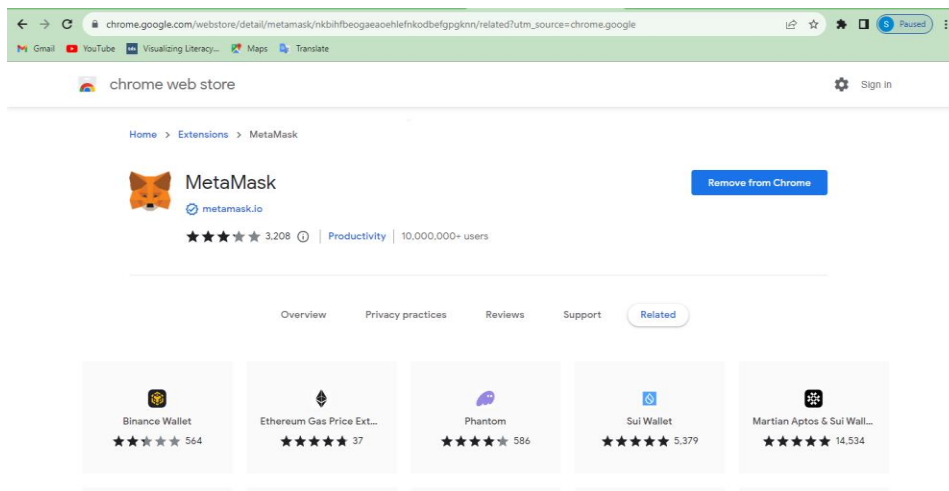 chrome.google.com/webstore/detail/metamask/nkbihfbeogaeaoehlefnkodbefgpgknn/related?utm_source=chrome.google
S Paused
Gmail YouTube Visualizing Literacy... Maps Translate
chrome web store Sign in
Home > Extensions > MetaMask
MetaMask
Remove from Chrome
metamask.io
3,208 Productivity 10,000,000+ users
Overview Privacy practices Reviews Support Related
Binance Wallet Ethereum Gas Price Ext... Phantom Sui Wallet Martian Aptos & Sui Wall...
564 37 586 5,379 14,534